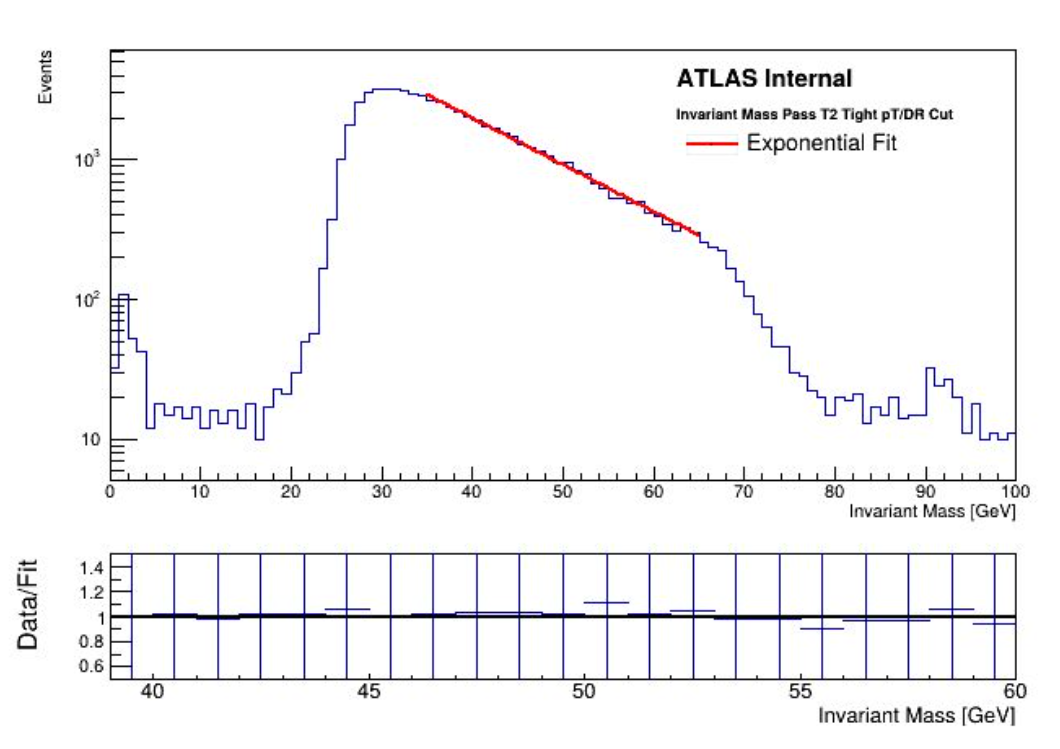 Events
ATLAS Internal
Invariant Mass Pass T2 Tight pT/DR Cut
Exponential Fit
10³
10²
10
0 10 20 30 40 50 60 70 80 90 100
Invariant Mass [GeV]
Data/Fit
1.4
1.2
1
0.8
0.6
40 45 50 55 60
Invariant Mass [GeV]